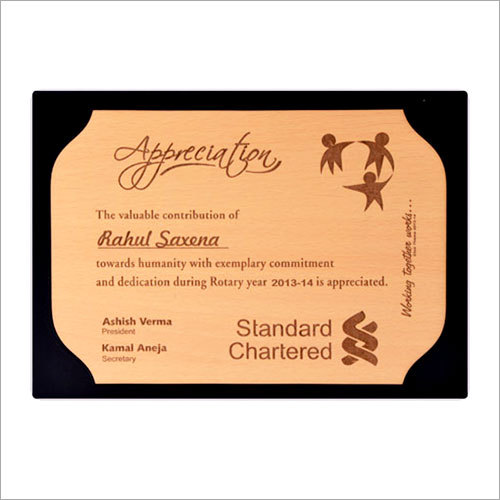 Appreciation
The valuable contribution of
Rahul Saxena
towards humanity with exemplary commitment
and dedication during Rotary year 2013-14 is appreciated.
Working together works...
Ashish Verma
President
Kamal Aneja
Secretary
Standard
Chartered